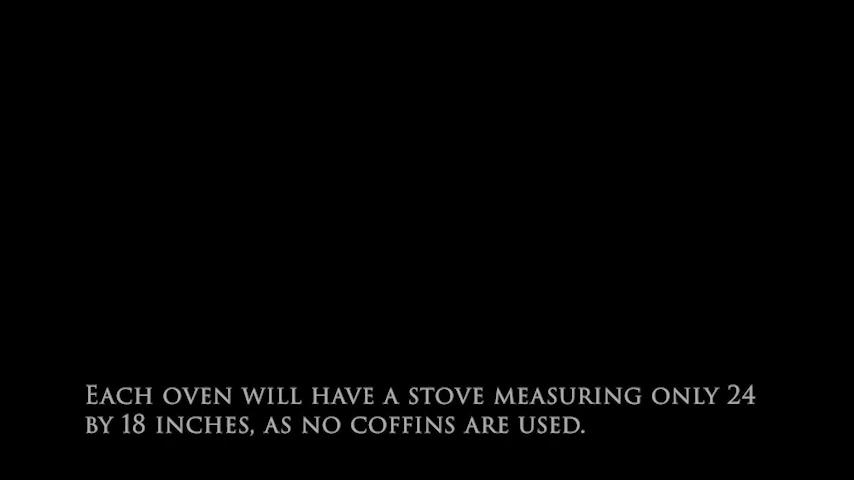 Each oven will have a stove measuring only 24
by 18 inches, as no coffins are used.